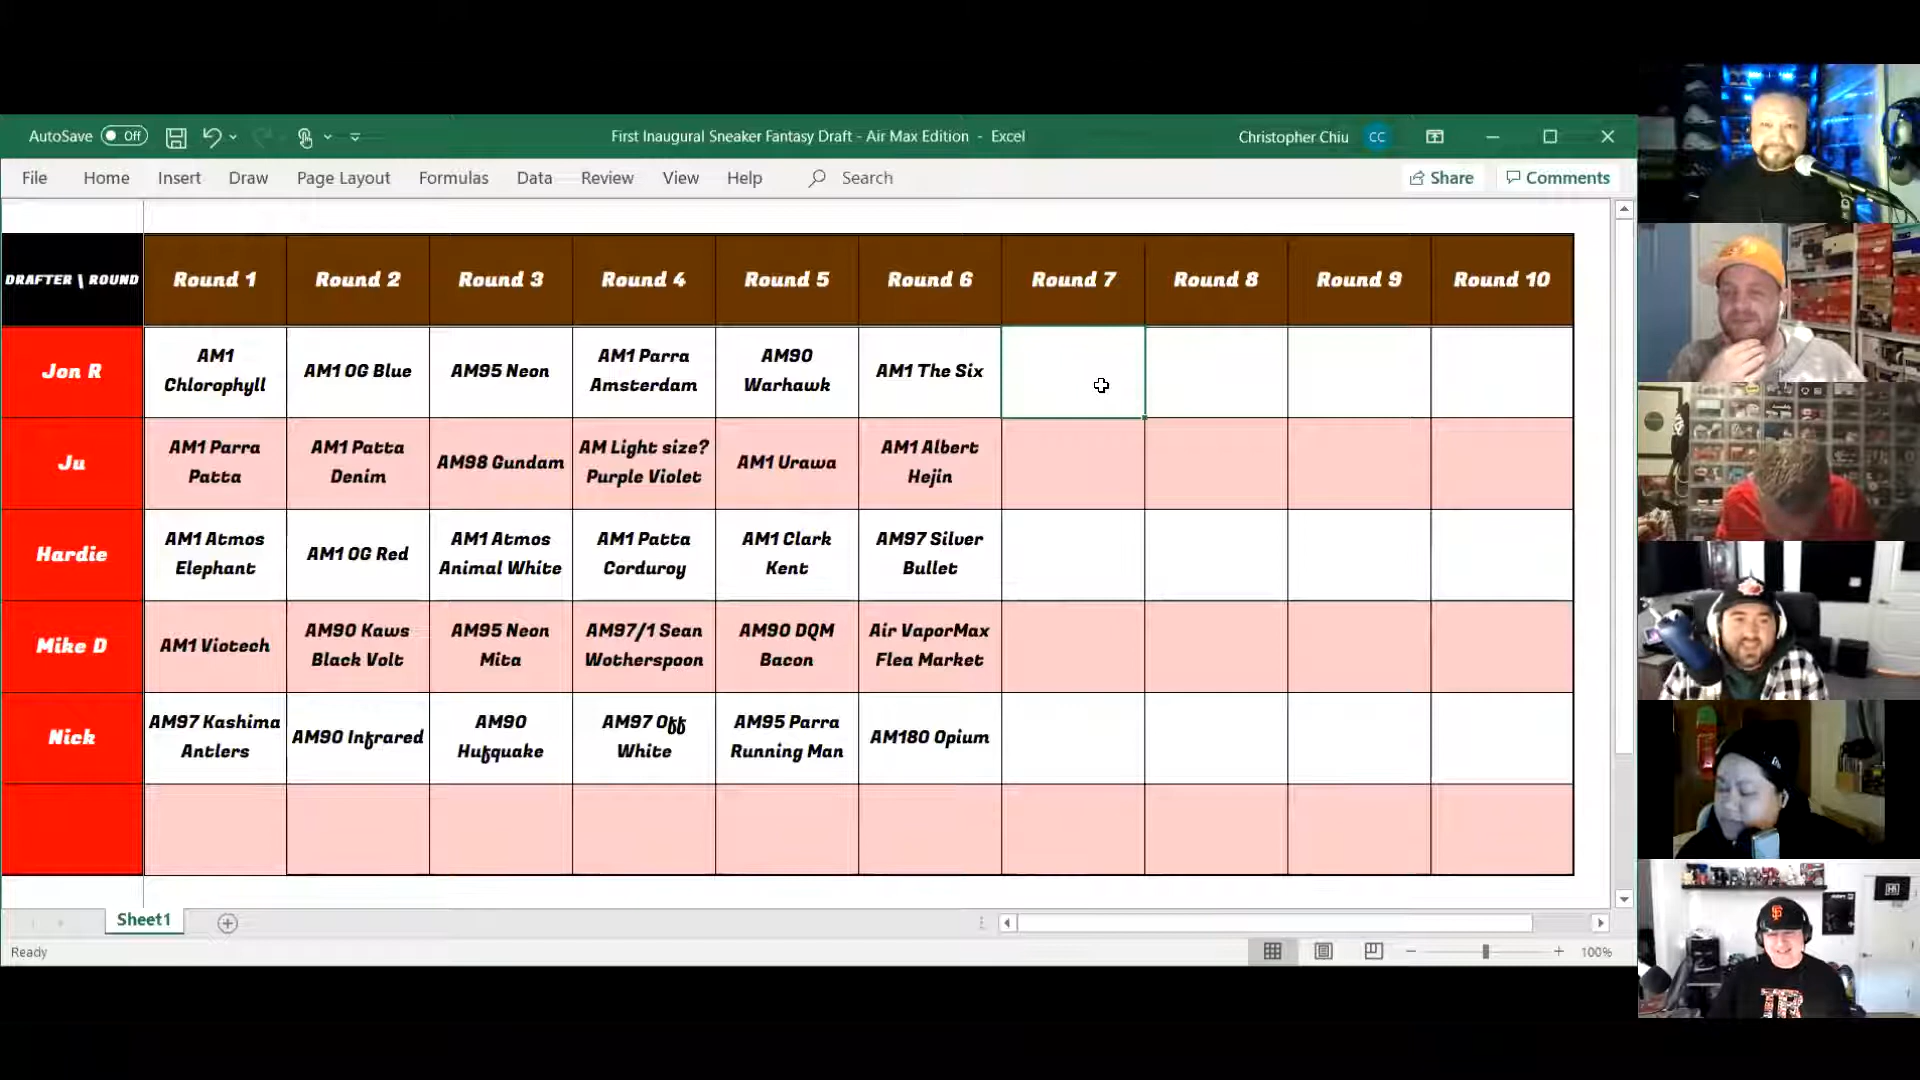 AutoSave Off
First Inaugural Sneaker Fantasy Draft - Air Max Edition - Excel
Christopher Chiu CC
File Home Insert Draw Page Layout Formulas Data Review View Help Search
Share Comments
DRAFTER \ ROUND Round 1 Round 2 Round 3 Round 4 Round 5 Round 6 Round 7 Round 8 Round 9 Round 10
Jon R
AM1
Chlorophyll
AM1 OG Blue
AM95 Neon
AM1 Parra
Amsterdam
AM90
Warhawk
AM1 The Six
Ju
AM1 Parra
Patta
AM1 Patta
Denim
AM98 Gundam
AM Light size?
Purple Violet
AM1 Urawa
AM1 Albert
Hejin
Hardie
AM1 Atmos
Elephant
AM1 OG Red
AM1 Atmos
Animal White
AM1 Patta
Corduroy
AM1 Clark
Kent
AM97 Silver
Bullet
Mike D
AM1 Viotech
AM90 Kaws
Black Volt
AM95 Neon
Mita
AM97/1 Sean
Wotherspoon
AM90 DQM
Bacon
Air VaporMax
Flea Market
Nick
AM97 Kashima
Antlers
AM90 Infrared
AM90
Hufquake
AM97 Off
White
AM95 Parra
Running Man
AM180 Opium
Sheet1
Ready
100%